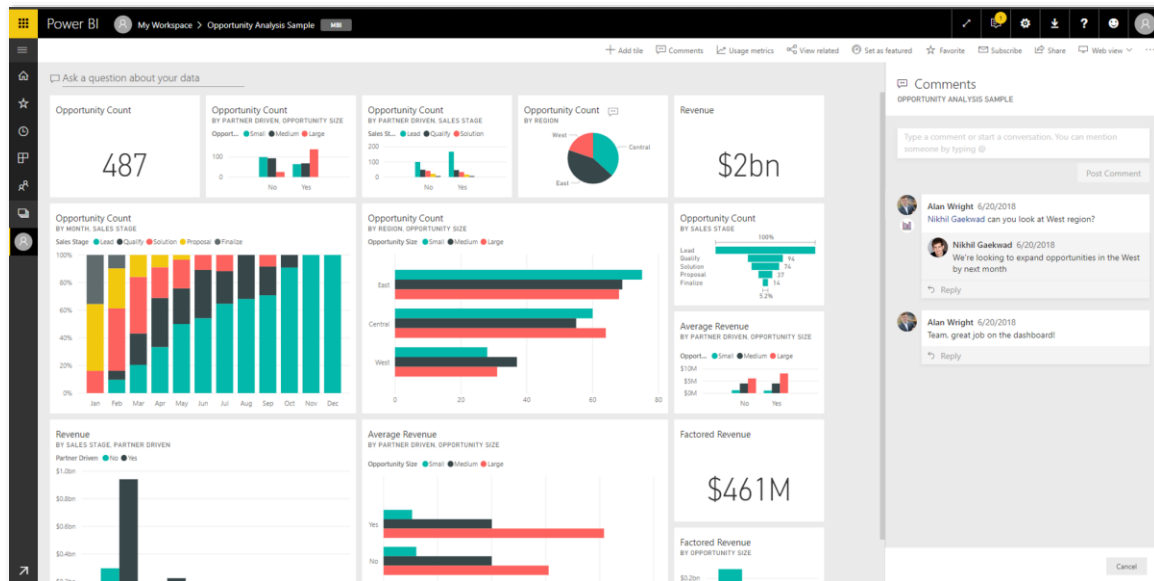 Power BI My Workspace > Opportunity Analysis Sample MBI
Add tile Comments Usage metrics View related Set as featured Favorite Subscribe Share Web view
Ask a question about your data
Opportunity Count
487
Opportunity Count
BY PARTNER DRIVEN, OPPORTUNITY SIZE
Opport... Small Medium Large
100
0
No Yes
Opportunity Count
BY PARTNER DRIVEN, SALES STAGE
Sales St... Lead Qualify Solution
200
100
0
No Yes
Opportunity Count
BY REGION
West
Central
East
Revenue
$2bn
Opportunity Count
BY MONTH, SALES STAGE
Sales Stage Lead Qualify Solution Proposal Finalize
100%
80%
60%
40%
20%
0%
Jan Feb Mar Apr May Jun Jul Aug Sep Oct Nov Dec
Opportunity Count
BY REGION, OPPORTUNITY SIZE
Opportunity Size Small Medium Large
East
Central
West
0 20 40 60 80
Opportunity Count
BY SALES STAGE
100%
Lead
Qualify 94
Solution 74
Proposal 37
Finalize 14
5.2%
Average Revenue
BY PARTNER DRIVEN, OPPORTUNITY SIZE
Opport... Small Medium Large
$10M
$5M
$0M
No Yes
Revenue
BY SALES STAGE, PARTNER DRIVEN
Partner Driven No Yes
$1.0bn
$0.8bn
$0.6bn
$0.4bn
Average Revenue
BY PARTNER DRIVEN, OPPORTUNITY SIZE
Opportunity Size Small Medium Large
Yes
No
Factored Revenue
$461M
Factored Revenue
BY OPPORTUNITY SIZE
$0.2bn
Comments
OPPORTUNITY ANALYSIS SAMPLE
Type a comment or start a conversation. You can mention
someone by typing @
Post Comment
Alan Wright 6/20/2018
Nikhil Gaekwad can you look at West region?
Nikhil Gaekwad 6/20/2018
We're looking to expand opportunities in the West
by next month
Reply
Alan Wright 6/20/2018
Team, great job on the dashboard!
Reply
Cancel